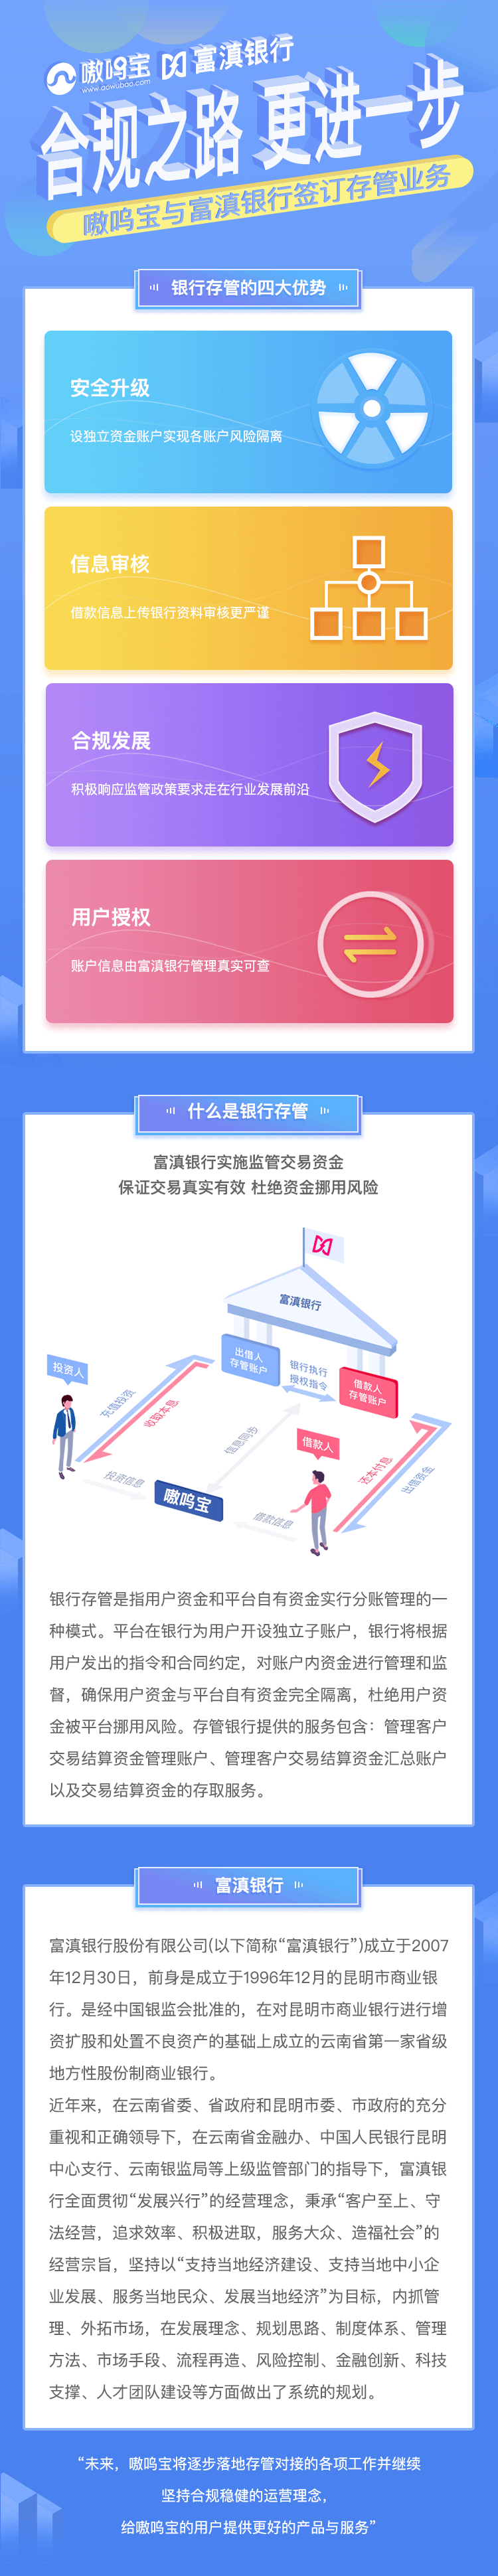 嗷呜宝
www.aowubao.com
富滇银行
合规之路 更进一步
嗷呜宝与富滇银行签订存管业务
银行存管的四大优势
安全升级
设独立资金账户实现各账户风险隔离
信息审核
借款信息上传银行资料审核更严谨
合规发展
积极响应监管政策要求走在行业发展前沿
用户授权
账户信息由富滇银行管理真实可查
什么是银行存管
富滇银行实施监管交易资金
保证交易真实有效 杜绝资金挪用风险
富滇银行
出借人
存管账户
银行执行
授权指令
借款人
存管账户
投资人
充值投资
收取本息
信息同步
借款人
还本付息
出借资金
投资信息
嗷呜宝
借款信息
银行存管是指用户资金和平台自有资金实行分账管理的一
种模式。平台在银行为用户开设独立子账户，银行将根据
用户发出的指令和合同约定，对账户内资金进行管理和监
督，确保用户资金与平台自有资金完全隔离，杜绝用户资
金被平台挪用风险。存管银行提供的服务包含：管理客户
交易结算资金管理账户、管理客户交易结算资金汇总账户
以及交易结算资金的存取服务。
富滇银行
富滇银行股份有限公司(以下简称“富滇银行”)成立于2007
年12月30日，前身是成立于1996年12月的昆明市商业银
行。是经中国银监会批准的，在对昆明市商业银行进行增
资扩股和处置不良资产的基础上成立的云南省第一家省级
地方性股份制商业银行。
近年来，在云南省委、省政府和昆明市委、市政府的充分
重视和正确领导下，在云南省金融办、中国人民银行昆明
中心支行、云南银监局等上级监管部门的指导下，富滇银
行全面贯彻“发展兴行”的经营理念，秉承“客户至上、守
法经营，追求效率、积极进取，服务大众、造福社会”的
经营宗旨，坚持以“支持当地经济建设、支持当地中小企
业发展、服务当地民众、发展当地经济”为目标，内抓管
理、外拓市场，在发展理念、规划思路、制度体系、管理
方法、市场手段、流程再造、风险控制、金融创新、科技
支撑、人才团队建设等方面做出了系统的规划。
“未来，嗷呜宝将逐步落地存管对接的各项工作并继续
坚持合规稳健的运营理念，
给嗷呜宝的用户提供更好的产品与服务”